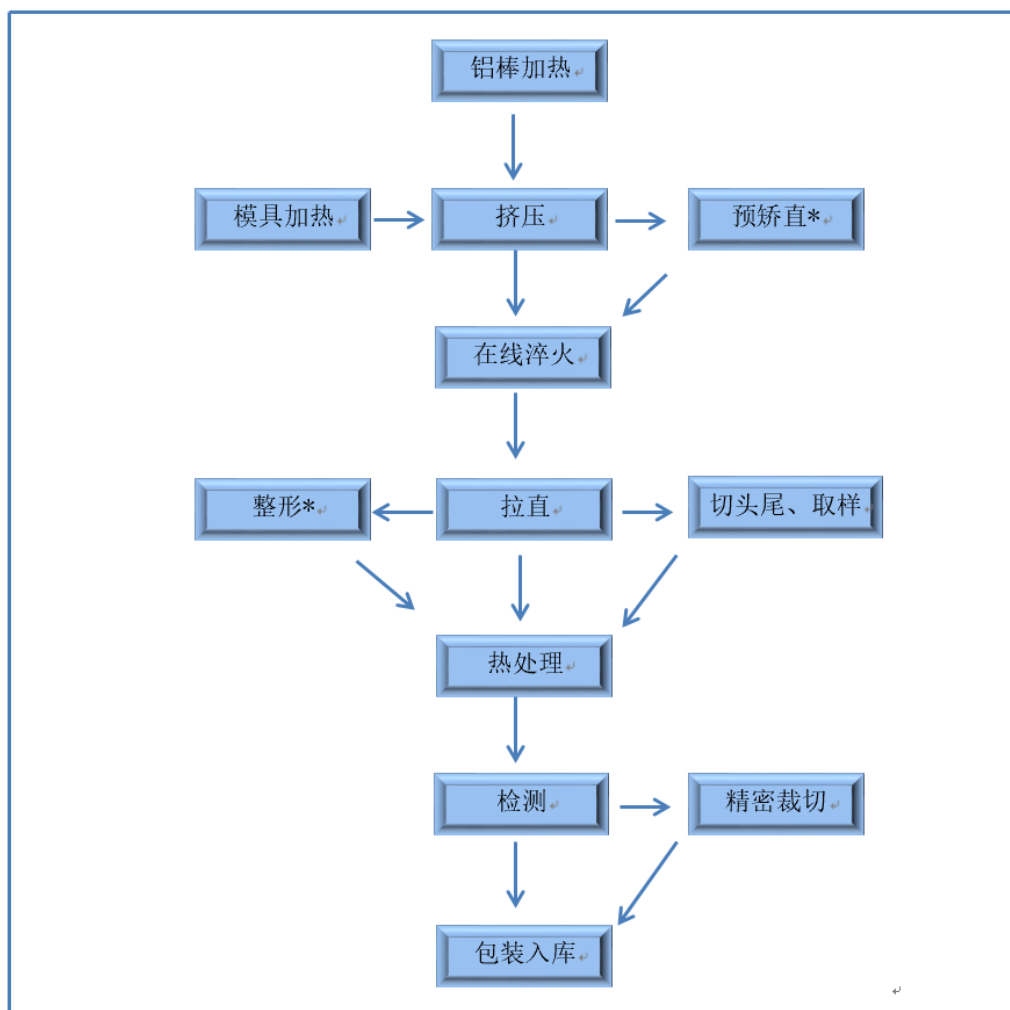 铝棒加热
模具加热
挤压
预矫直*
在线淬火
整形*
拉直
切头尾、取样
热处理
检测
精密裁切
包装入库